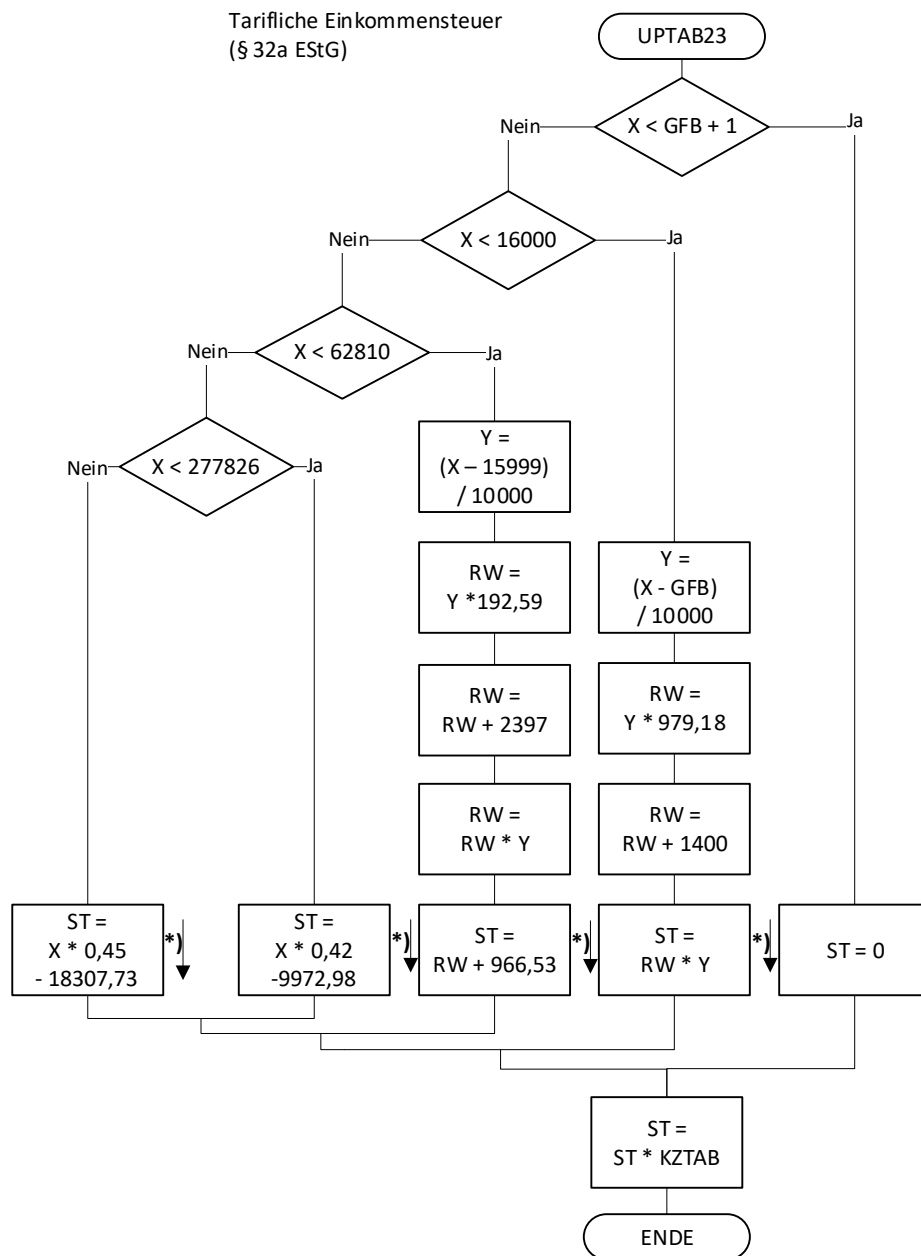 Tarifliche Einkommensteuer
(§ 32a EStG)
UPTAB23
X < GFB + 1
Nein
Ja
X < 16000
Nein
Ja
X < 62810
Nein
Ja
X < 277826
Nein
Ja
Y =
(X – 15999)
/ 10000
RW =
Y *192,59
RW =
RW + 2397
RW =
RW * Y
Y =
(X - GFB)
/ 10000
RW =
Y * 979,18
RW =
RW + 1400
ST =
X * 0,45
- 18307,73
*)
ST =
X * 0,42
-9972,98
*)
ST =
RW + 966,53
*)
ST =
RW * Y
*)
ST = 0
ST =
ST * KZTAB
ENDE